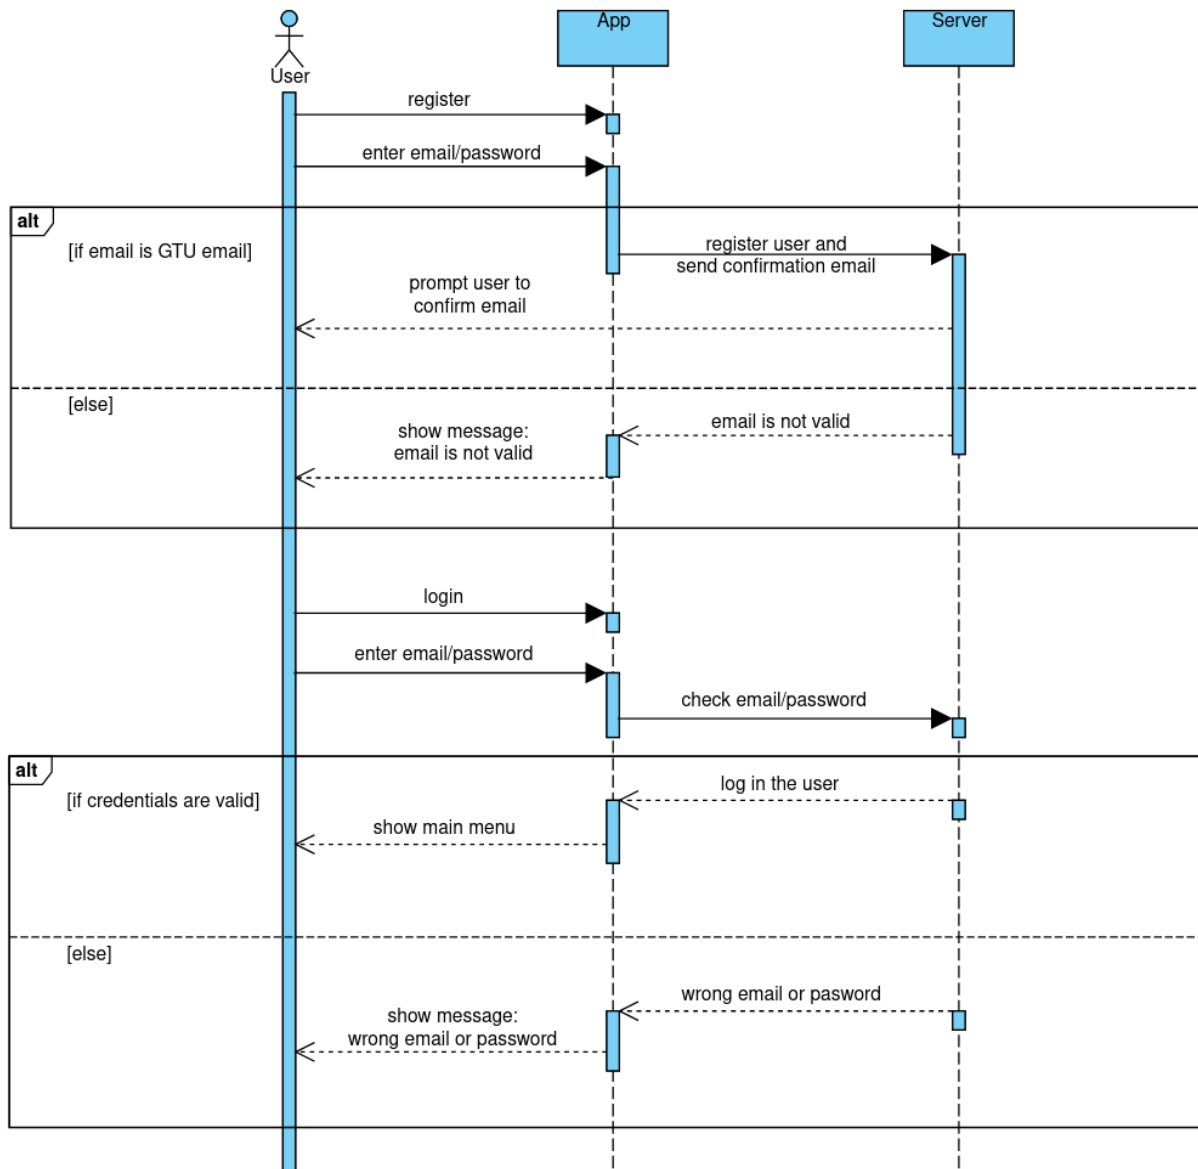 User
App
Server
register
enter email/password
alt
[if email is GTU email]
register user and
send confirmation email
prompt user to
confirm email
[else]
email is not valid
show message:
email is not valid
login
enter email/password
check email/password
alt
[if credentials are valid]
log in the user
show main menu
[else]
wrong email or pasword
show message:
wrong email or password